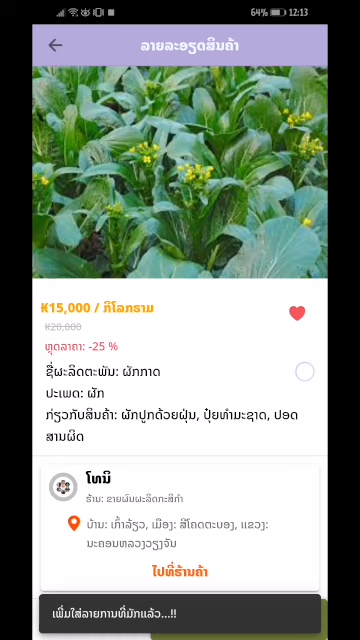 64% 12:13
ລາຍລະອຽດສິນຄ້າ
₭15,000 / ກິໂລກຣາມ
₭20,000
ຫຼຸດລາຄາ: -25 %
ຊື່ຜະລິດຕະພັນ: ຜັກກາດ
ປະເພດ: ຜັກ
ກ່ຽວກັບສິນຄ້າ: ຜັກປູກດ້ວຍຝຸ່ນ, ປຸ໋ຍທຳມະຊາດ, ປອດ
ສານຜິດ
ໂທນິ
ຮ້ານ: ຂາຍຜົນຜະລິດກະສິກຳ
ບ້ານ: ເກົ້າລ້ຽວ, ເມືອງ: ສີໂຄດຕະບອງ, ແຂວງ:
ນະຄອນຫລວງວຽງຈັນ
ໄປທີ່ຮ້ານຄ້າ
ເພີ່ມໃສ່ລາຍການທີ່ມັກແລ້ວ...!!